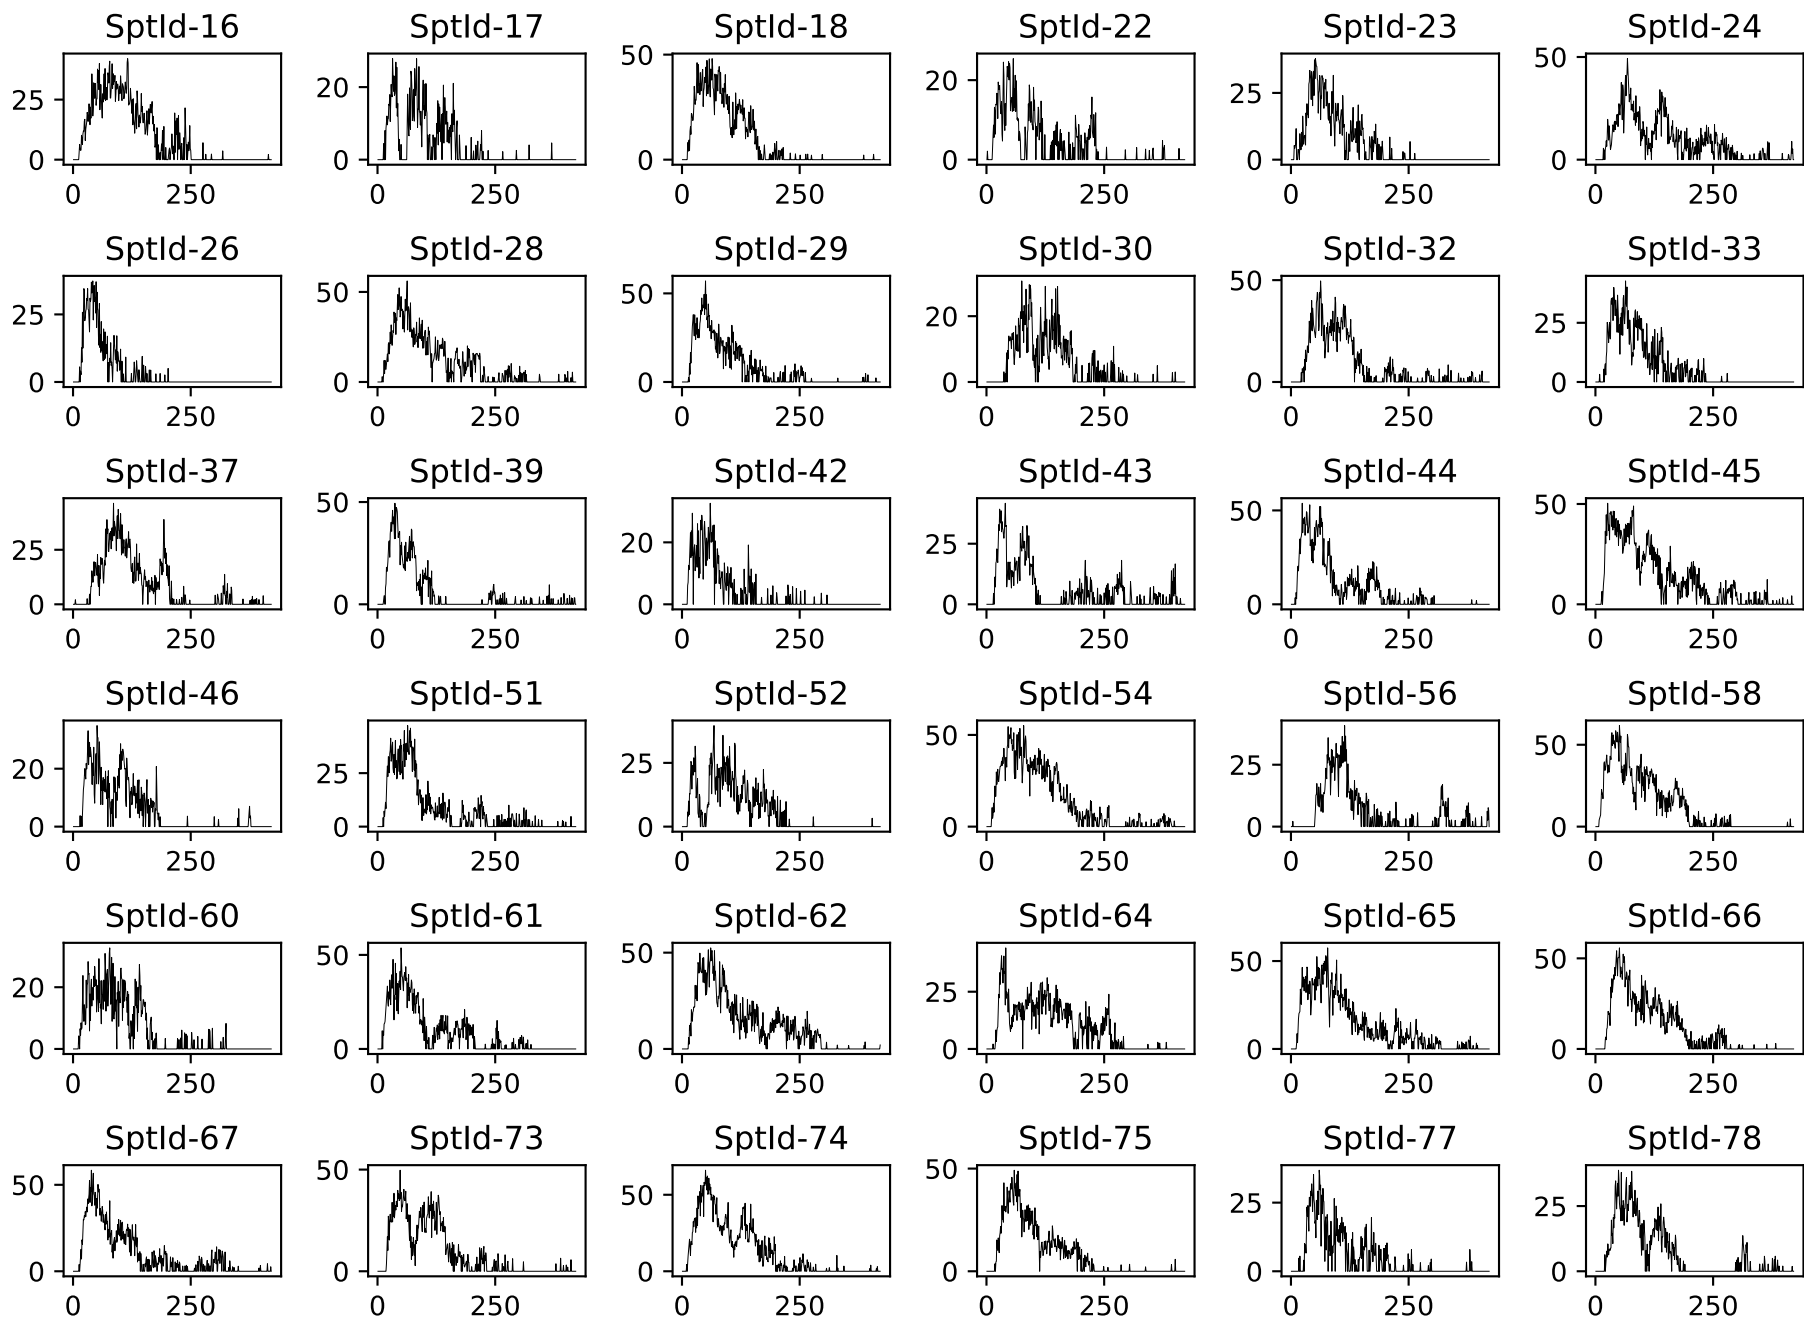 SptId-16 SptId-17 SptId-18 SptId-22 SptId-23 SptId-24
25 0 0 250 20 0 0 250 50 0 0 250 20 0 0 250 25 0 0 250 50 0 0 250
SptId-26 SptId-28 SptId-29 SptId-30 SptId-32 SptId-33
25 0 0 250 50 0 0 250 50 0 0 250 20 0 0 250 50 0 0 250 25 0 0 250
SptId-37 SptId-39 SptId-42 SptId-43 SptId-44 SptId-45
25 0 0 250 50 0 0 250 20 0 0 250 25 0 0 250 50 0 0 250 50 0 0 250
SptId-46 SptId-51 SptId-52 SptId-54 SptId-56 SptId-58
20 0 0 250 25 0 0 250 25 0 0 250 50 0 0 250 25 0 0 250 50 0 0 250
SptId-60 SptId-61 SptId-62 SptId-64 SptId-65 SptId-66
20 0 0 250 50 0 0 250 50 0 0 250 25 0 0 250 50 0 0 250 50 0 0 250
SptId-67 SptId-73 SptId-74 SptId-75 SptId-77 SptId-78
50 0 0 250 50 0 0 250 50 0 0 250 50 0 0 250 25 0 0 250 25 0 0 250